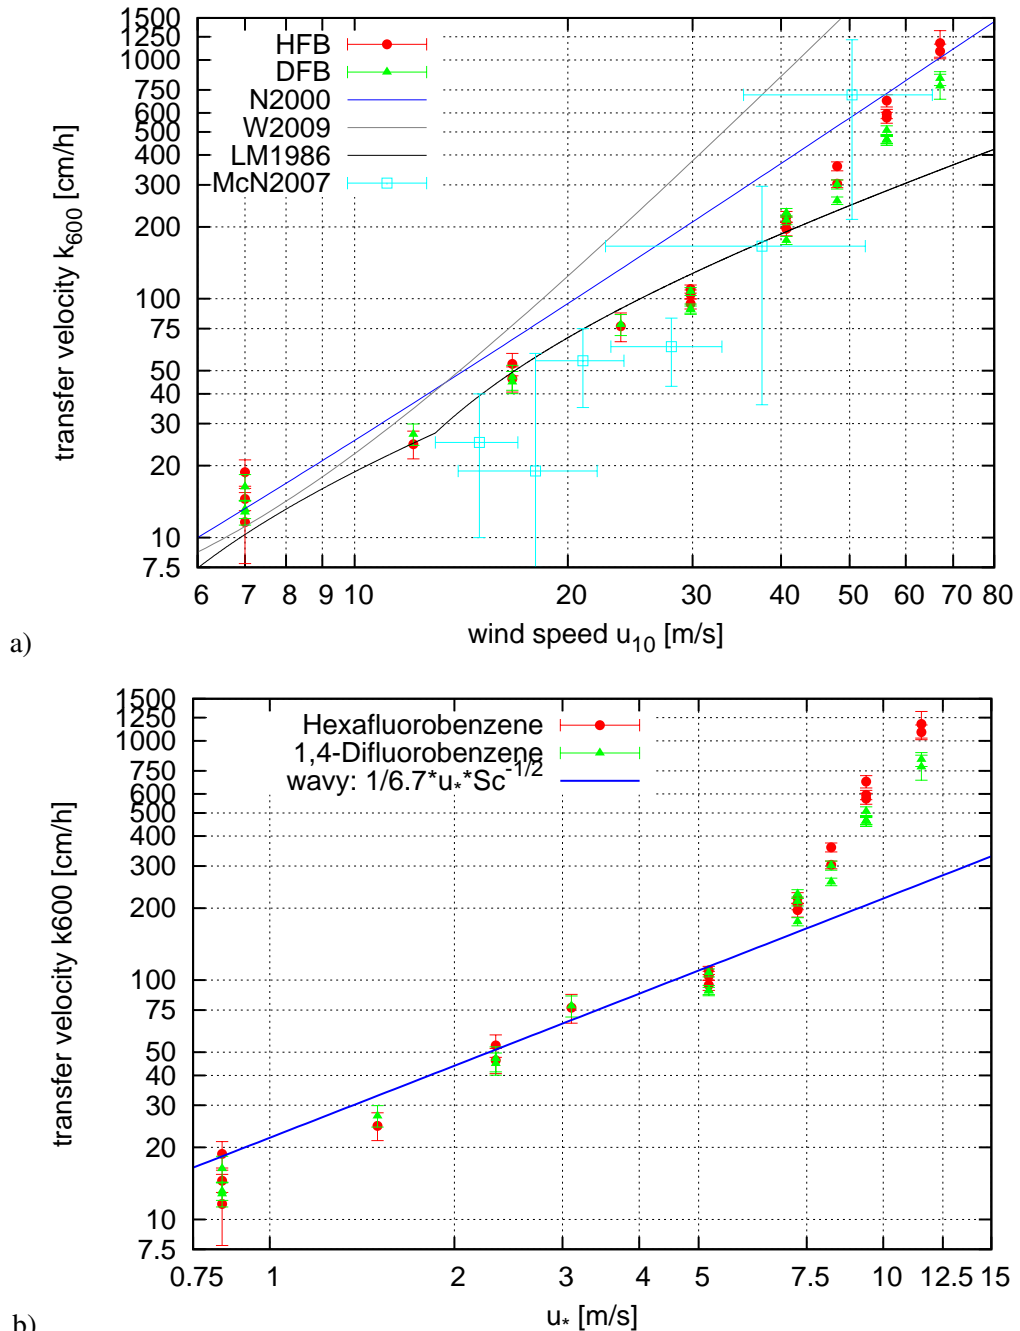 1500
1250
1000
750
600
500
400
300
200
100
75
50
40
30
20
10
7.5
transfer velocity k600 [cm/h]
HFB
DFB
N2000
W2009
LM1986
McN2007
6 7 8 9 10 20 30 40 50 60 70 80
wind speed u10 [m/s]
a)
1500
1250
1000
750
600
500
400
300
200
100
75
50
40
30
20
10
7.5
transfer velocity k600 [cm/h]
Hexafluorobenzene
1,4-Difluorobenzene
wavy: 1/6.7*u**Sc-1/2
0.75 1 2 3 5 7.5 10 12.5 15
u* [m/s]
b)